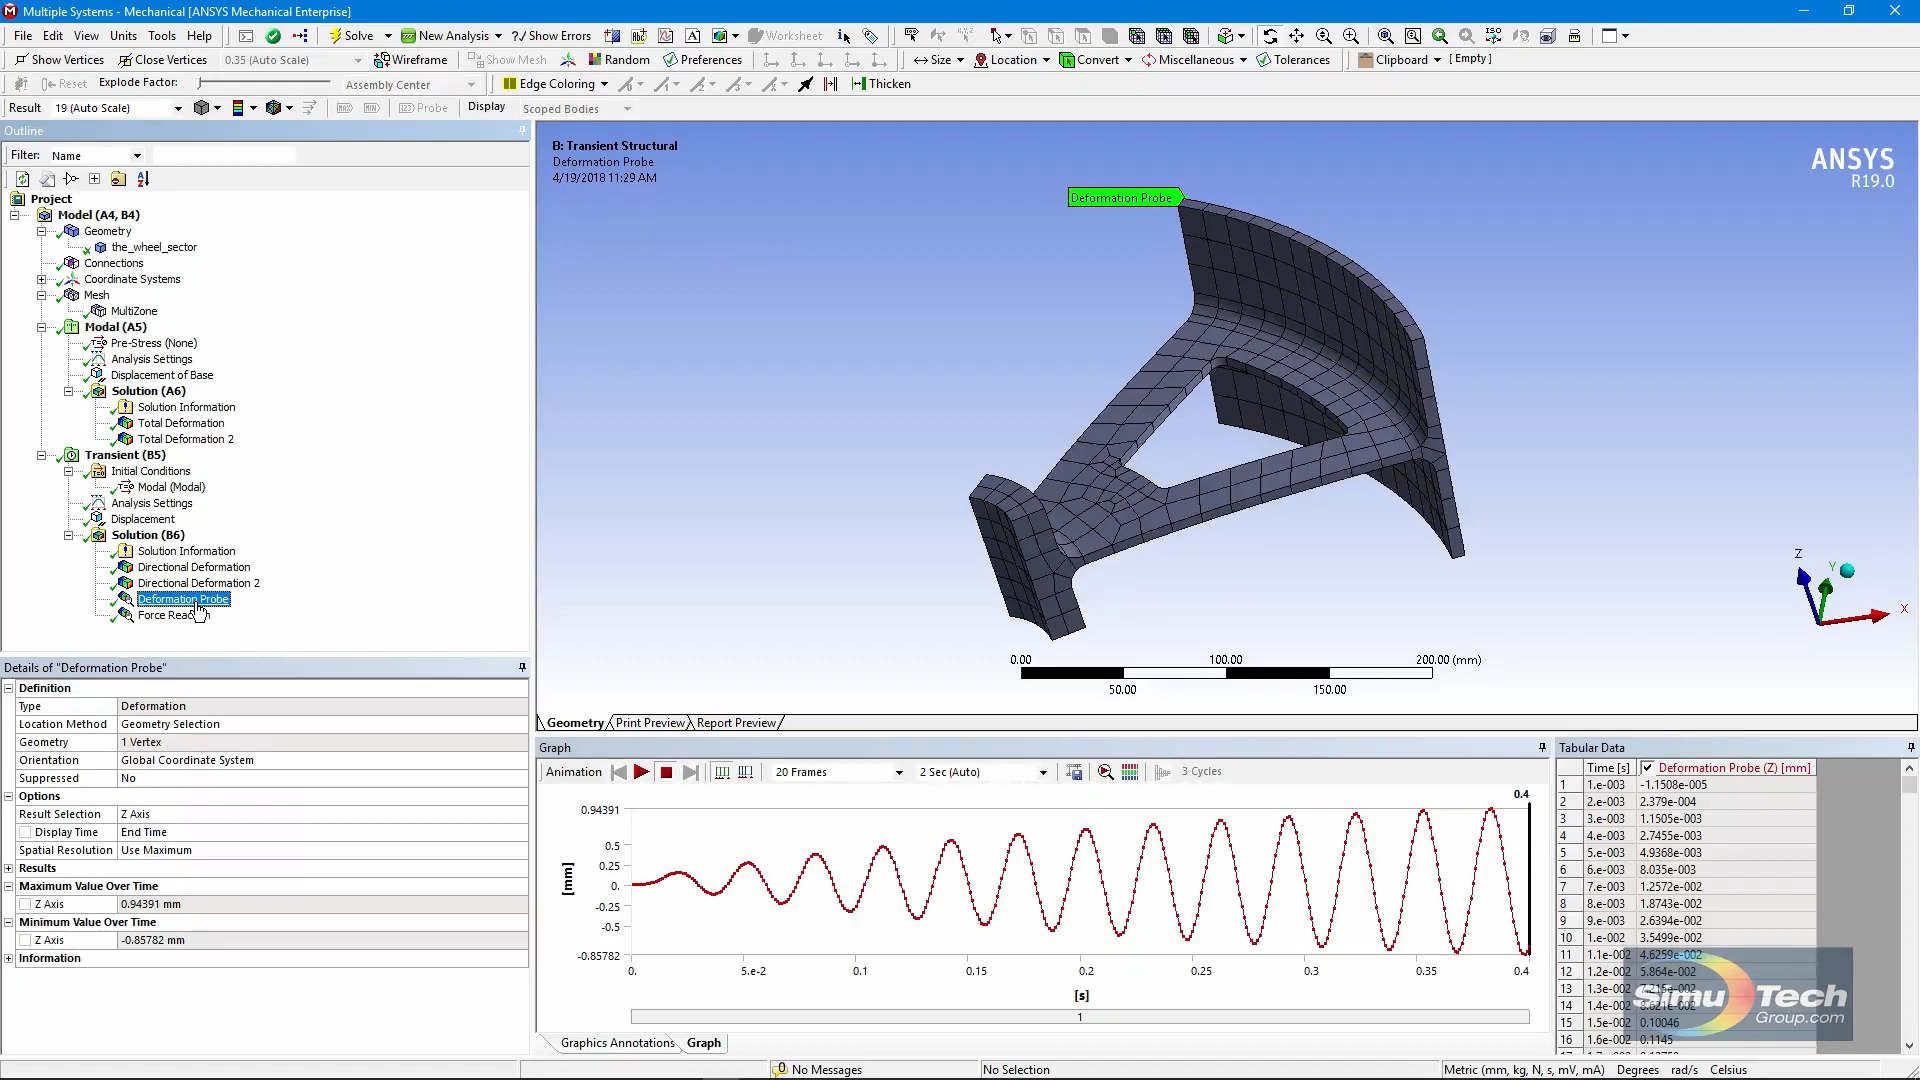 Multiple Systems - Mechanical [ANSYS Mechanical Enterprise]
File Edit View Units Tools Help Solve New Analysis ?/ Show Errors Worksheet
Show Vertices Close Vertices 0.35 (Auto Scale) Wireframe Show Mesh Random Preferences Size Location Convert Miscellaneous Tolerances Clipboard [ Empty ]
Reset Explode Factor: Assembly Center Edge Coloring Thicken
Result 19 (Auto Scale) MAX MIN Probe Display Scoped Bodies
Outline
Filter: Name
Project
Model (A4, B4)
Geometry
the_wheel_sector
Connections
Coordinate Systems
Mesh
MultiZone
Modal (A5)
Pre-Stress (None)
Analysis Settings
Displacement of Base
Solution (A6)
Solution Information
Total Deformation
Total Deformation 2
Transient (B5)
Initial Conditions
Modal (Modal)
Analysis Settings
Displacement
Solution (B6)
Solution Information
Directional Deformation
Directional Deformation 2
Deformation Probe
Details of "Deformation Probe"
Definition
Type Deformation
Location Method Geometry Selection
Geometry 1 Vertex
Orientation Global Coordinate System
Suppressed No
Options
Result Selection Z Axis
Display Time End Time
Spatial Resolution Use Maximum
Results
Maximum Value Over Time
Z Axis 0.94391 mm
Minimum Value Over Time
Z Axis -0.85782 mm
Information
B: Transient Structural
Deformation Probe
4/19/2018 11:29 AM
ANSYS
R19.0
Deformation Probe
Z
Y
X
0.00 100.00 200.00 (mm)
50.00 150.00
Geometry Print Preview Report Preview
Graph
Animation 20 Frames 2 Sec (Auto) 3 Cycles
0.4
0.94391
0.5
0.25
0.
-0.25
-0.5
-0.85782
[mm]
0. 5.e-2 0.1 0.15 0.2 0.25 0.3 0.35 0.4
[s]
1
Graphics Annotations Graph
Tabular Data
Time [s] Deformation Probe (Z) [mm]
1 1.e-003 -1.1508e-005
2 2.e-003 2.379e-004
3 3.e-003 1.1505e-003
4 4.e-003 2.7455e-003
5 5.e-003 4.9368e-003
6 6.e-003 8.035e-003
7 7.e-003 1.2572e-002
8 8.e-003 1.8743e-002
9 9.e-003 2.6394e-002
10 1.e-002 3.5499e-002
11 1.1e-002 4.6259e-002
12 1.2e-002 5.864e-002
13 1.3e-002
14 1.4e-002
15 1.5e-002 0.10046
16 1.6e-002 0.1145
SimuTech
Group.com
0 No Messages No Selection Metric (mm, kg, N, s, mV, mA) Degrees rad/s Celsius